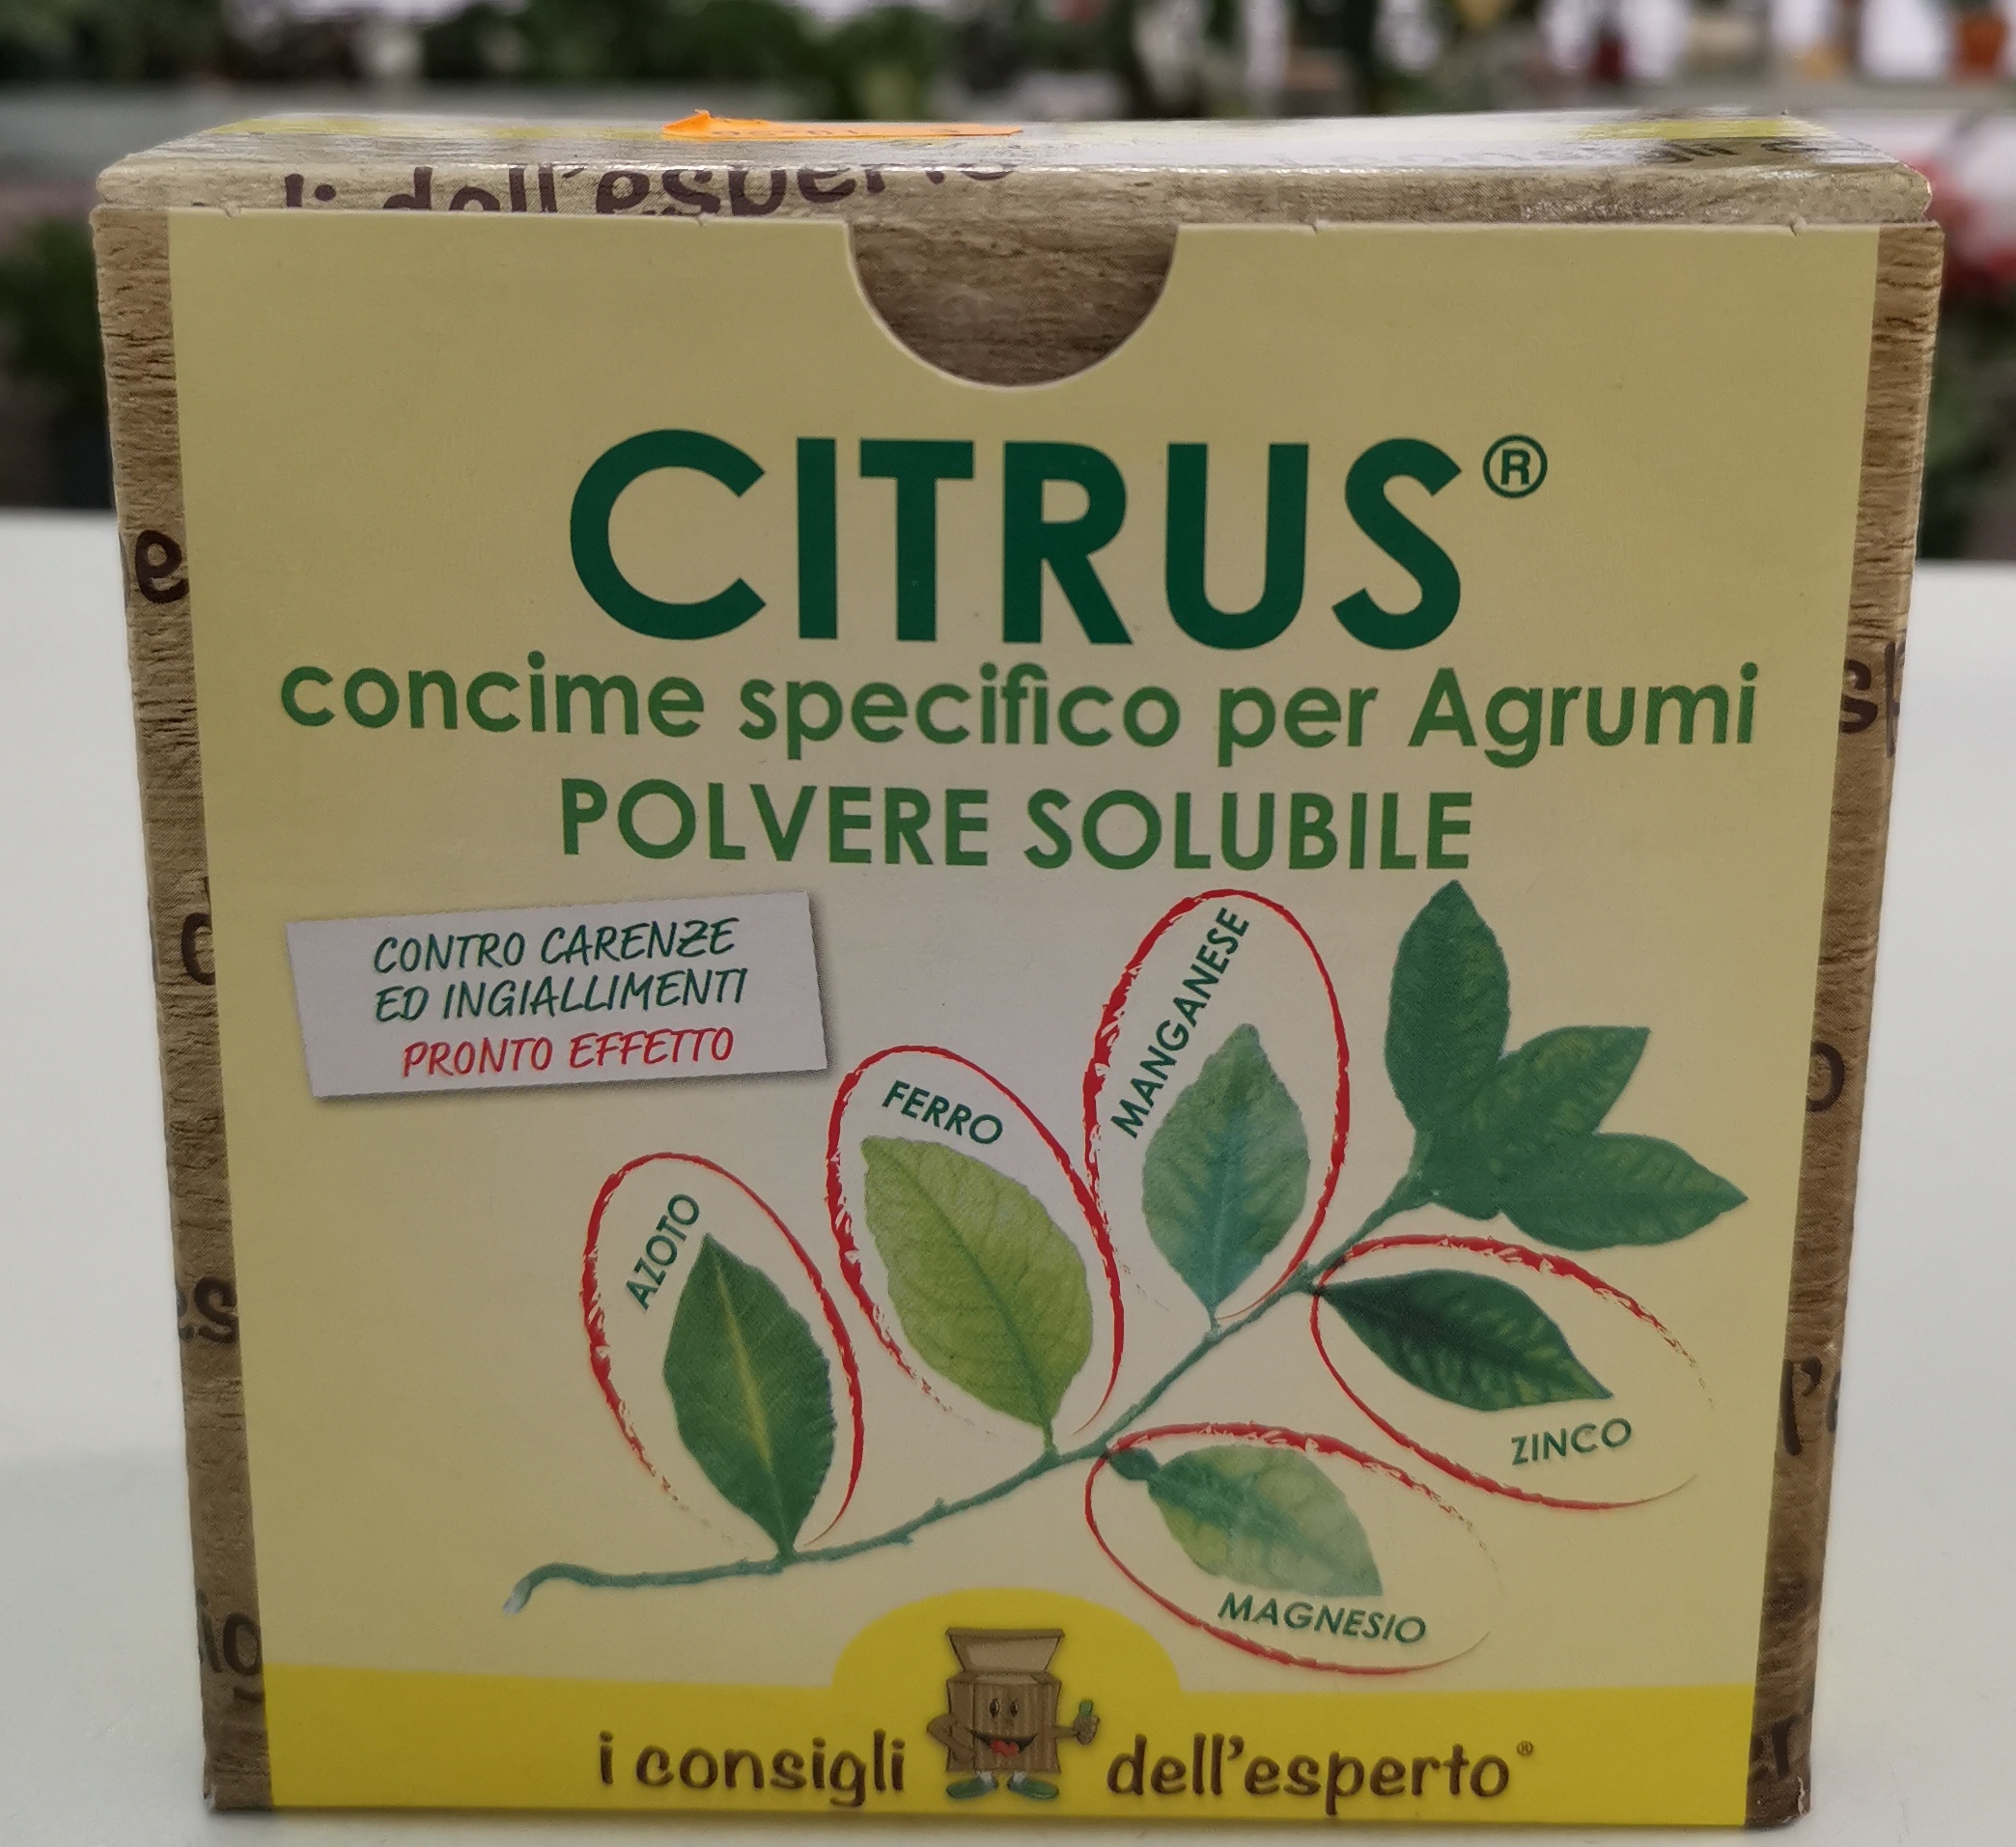 dell'esperto
CITRUS®
concime specifico per Agrumi
POLVERE SOLUBILE
CONTRO CARENZE
ED INGIALLIMENTI
PRONTO EFFETTO
MANGANESE
FERRO
AZOTO
ZINCO
MAGNESIO
i consigli dell'esperto®